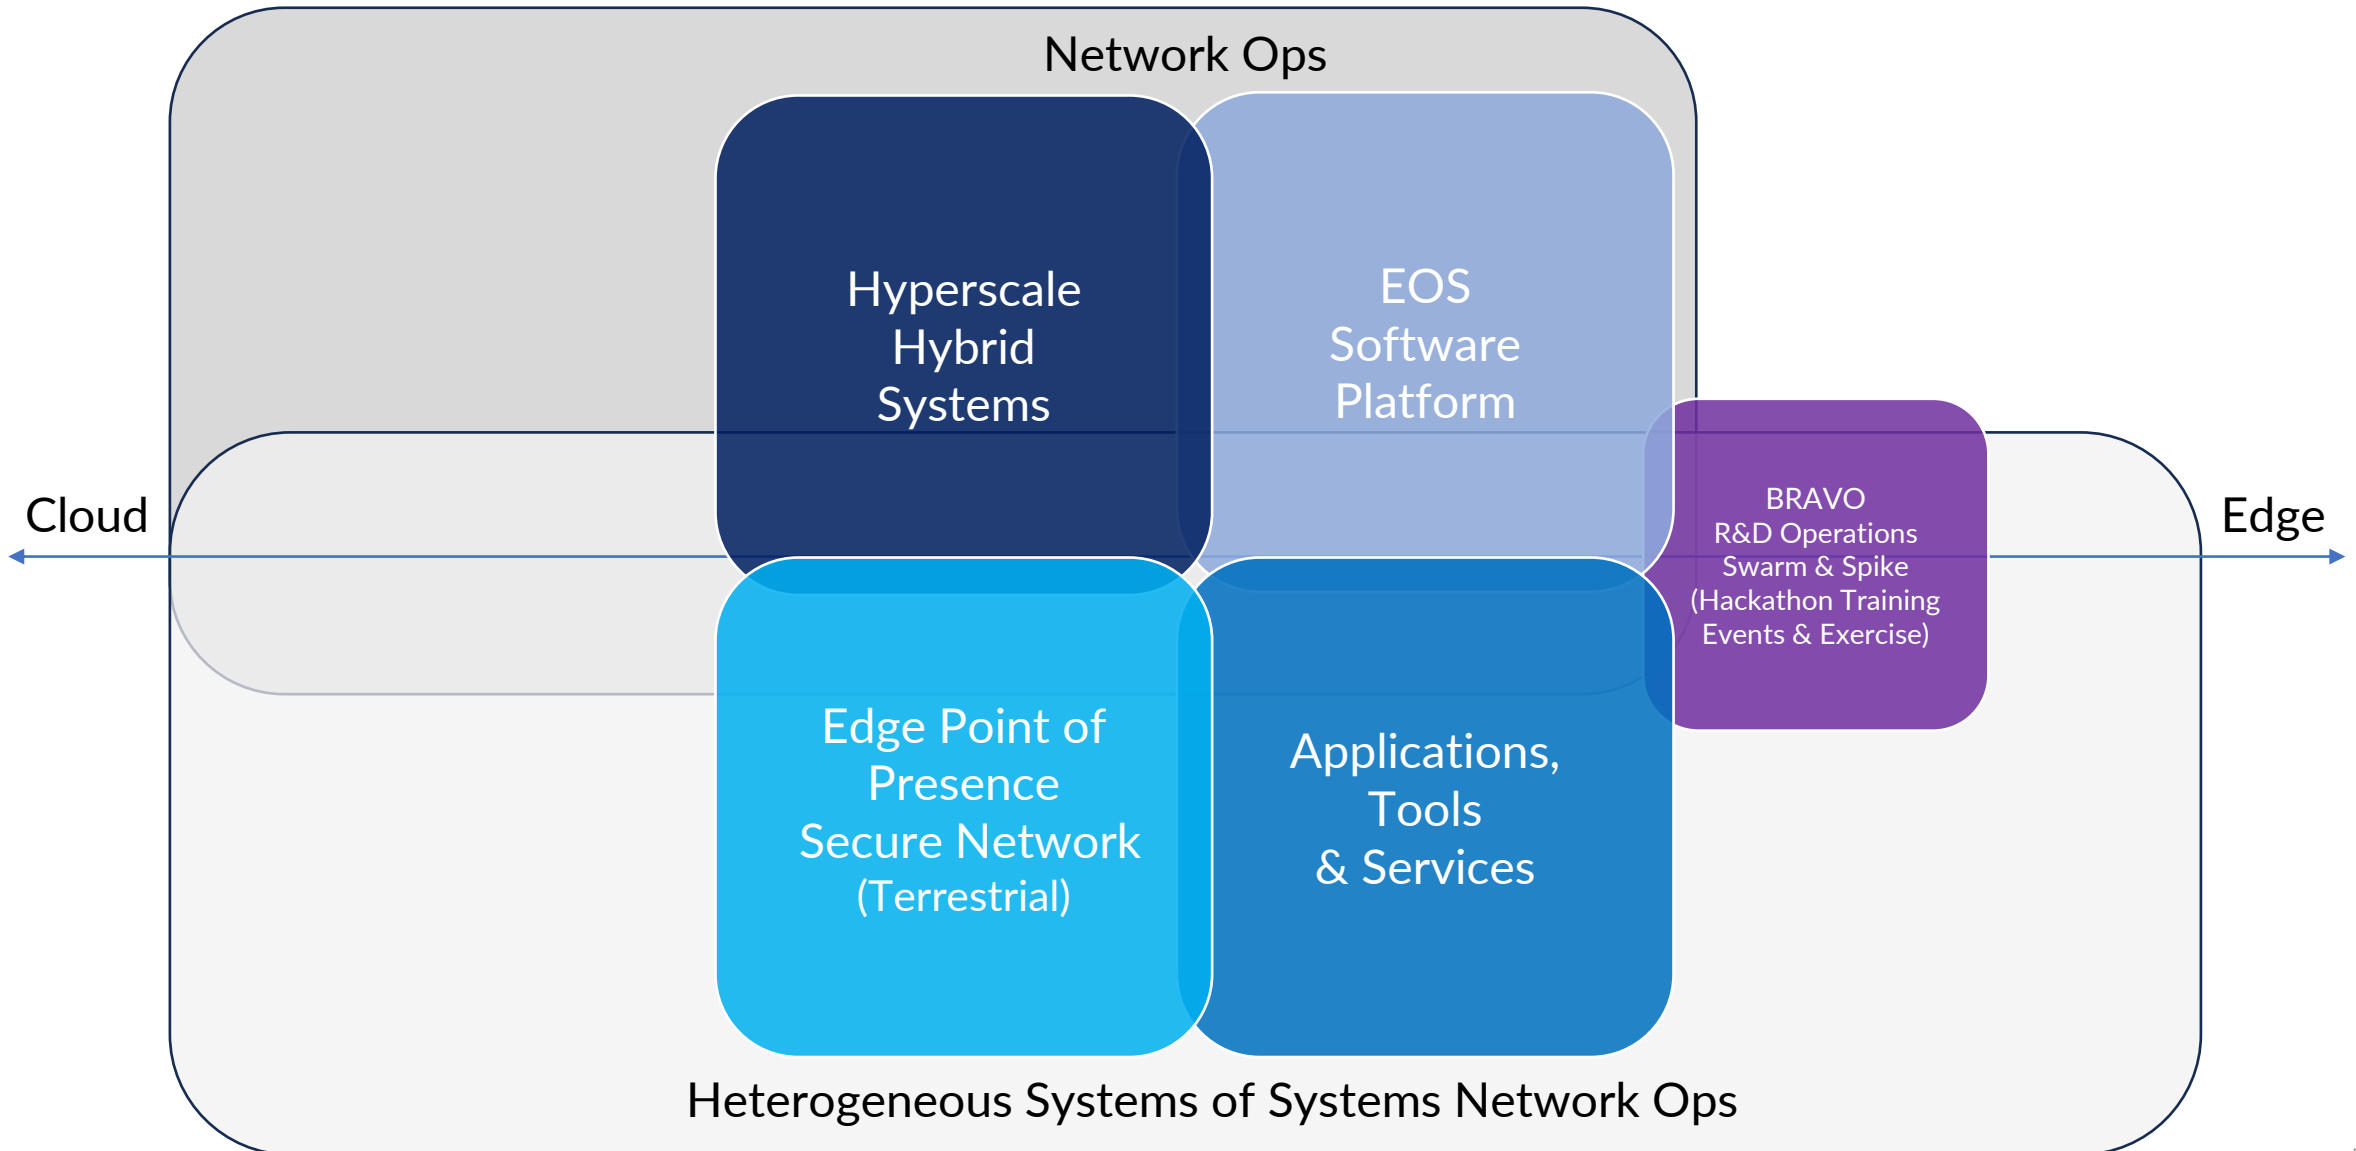 Network Ops
Hyperscale
Hybrid
Systems
EOS
Software
Platform
Cloud
Edge
BRAVO
R&D Operations
Swarm & Spike
(Hackathon Training
Events & Exercise)
Edge Point of
Presence
Secure Network
(Terrestrial)
Applications,
Tools
& Services
Heterogeneous Systems of Systems Network Ops